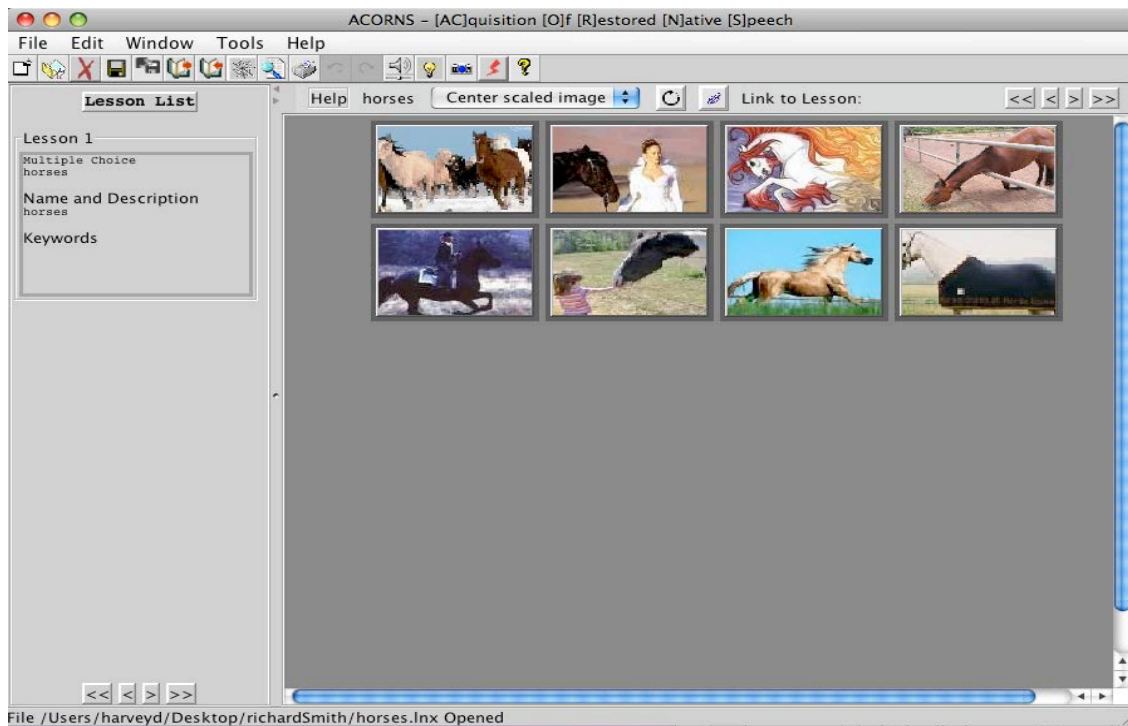 ACORNS - [AC]quisition [O]f [R]estored [N]ative [S]peech
File Edit Window Tools Help
Lesson List
Help horses Center scaled image Link to Lesson: << < > >>
Lesson 1
Multiple Choice
horses
Name and Description
horses
Keywords
<< < > >>
File /Users/harveyd/Desktop/richardSmith/horses.lnx Opened